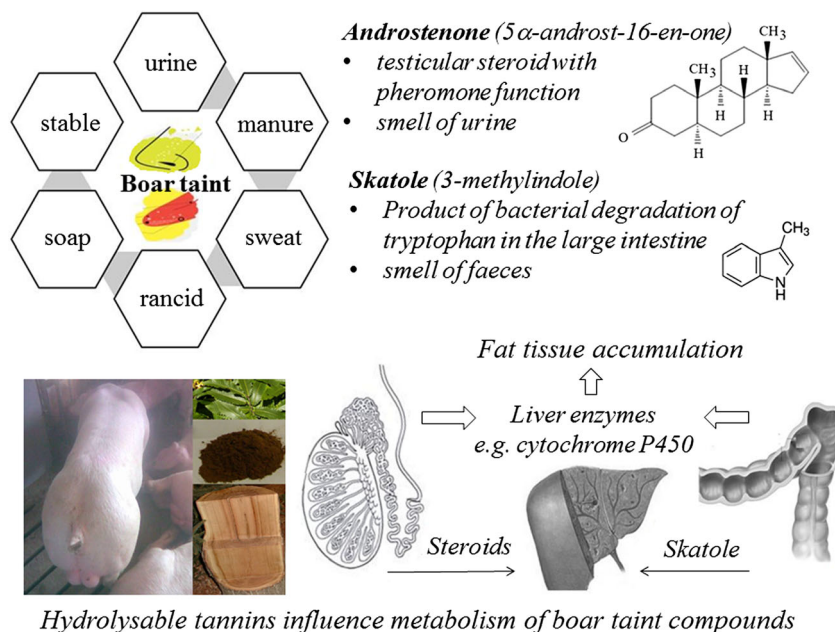 urine
stable
manure
Boar taint
soap
sweat
rancid
Androstenone (5α-androst-16-en-one)
• testicular steroid with
pheromone function
• smell of urine
CH3
CH3
H
H
H
H
O
Skatole (3-methylindole)
• Product of bacterial degradation of
tryptophan in the large intestine
• smell of faeces
CH3
N
H
Fat tissue accumulation
Liver enzymes
e.g. cytochrome P450
Steroids
Skatole
Hydrolysable tannins influence metabolism of boar taint compounds